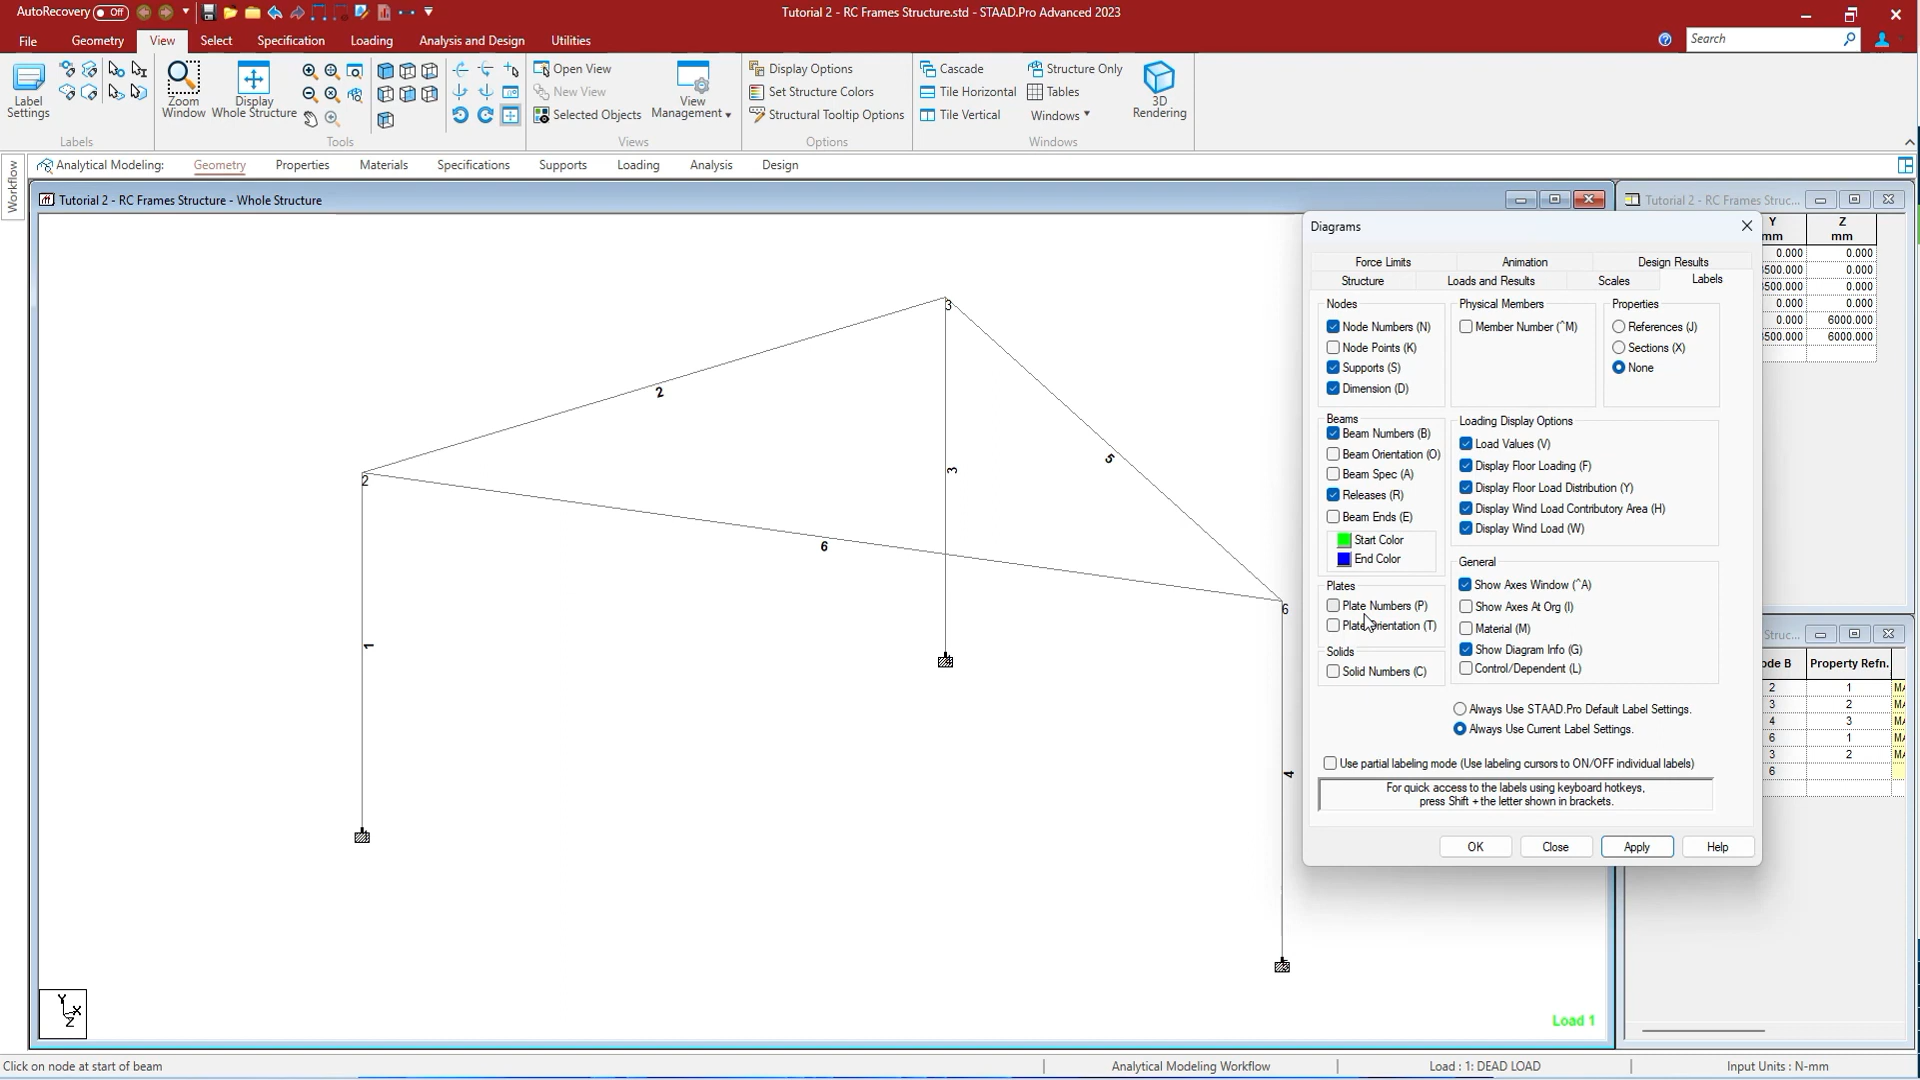 AutoRecovery Off
Tutorial 2 - RC Frames Structure.std - STAAD.Pro Advanced 2023
File Geometry View Select Specification Loading Analysis and Design Utilities
Search
Label Settings
Labels
Zoom Window
Display Whole Structure
Tools
Open View
New View
Selected Objects
View Management
Views
Display Options
Set Structure Colors
Structural Tooltip Options
Options
Cascade
Tile Horizontal
Tile Vertical
Structure Only
Tables
Windows
3D Rendering
Windows
Workflow
Analytical Modeling: Geometry Properties Materials Specifications Supports Loading Analysis Design
Tutorial 2 - RC Frames Structure - Whole Structure
Tutorial 2 - RC Frames Struc...
Y Z
mm mm
0.000 0.000
500.000 0.000
500.000 0.000
0.000 0.000
0.000 6000.000
500.000 6000.000
3
2
5
3
2
6
6
1
4
Y
X
Z
Load 1
Diagrams
Force Limits Animation Design Results
Structure Loads and Results Scales Labels
Nodes
Node Numbers (N)
Node Points (K)
Supports (S)
Dimension (D)
Physical Members
Member Number (^M)
Properties
References (J)
Sections (X)
None
Beams
Beam Numbers (B)
Beam Orientation (O)
Beam Spec (A)
Releases (R)
Beam Ends (E)
Start Color
End Color
Loading Display Options
Load Values (V)
Display Floor Loading (F)
Display Floor Load Distribution (Y)
Display Wind Load Contributory Area (H)
Display Wind Load (W)
Plates
Plate Numbers (P)
Plate Orientation (T)
Solids
Solid Numbers (C)
General
Show Axes Window (^A)
Show Axes At Org (I)
Material (M)
Show Diagram Info (G)
Control/Dependent (L)
Always Use STAAD.Pro Default Label Settings.
Always Use Current Label Settings.
Use partial labeling mode (Use labeling cursors to ON/OFF individual labels)
For quick access to the labels using keyboard hotkeys,
press Shift + the letter shown in brackets.
OK Close Apply Help
Struc...
ode B Property Refn.
2 1 MA
3 2 MA
4 3 MA
6 1 MA
3 2 MA
6
Click on node at start of beam
Analytical Modeling Workflow
Load : 1: DEAD LOAD
Input Units : N-mm